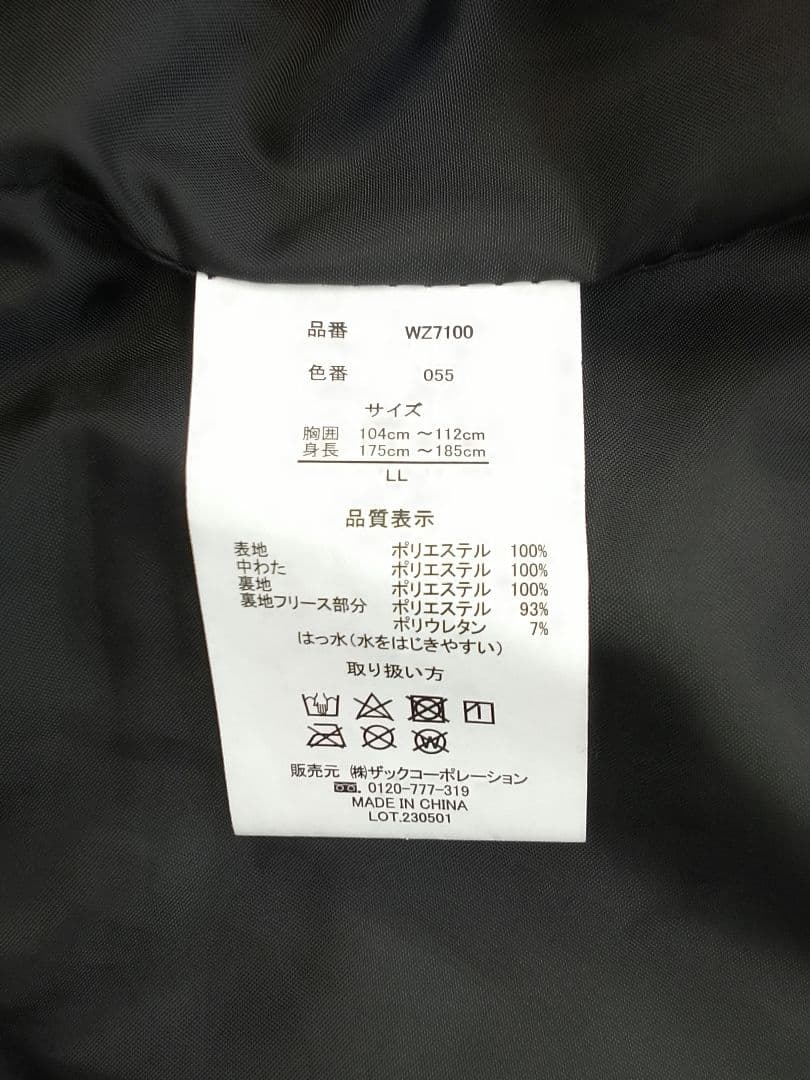 品番 WZ7100
色番 055
サイズ
胸囲 104cm ～112cm
身長 175cm ～185cm
LL
品質表示
表地 ポリエステル 100%
中わた ポリエステル 100%
裏地 ポリエステル 100%
裏地フリース部分 ポリエステル 93%
ポリウレタン 7%
はっ水(水をはじきやすい)
取り扱い方
W
販売元 ㈱ザックコーポレーション
0120-777-319
MADE IN CHINA
LOT.230501